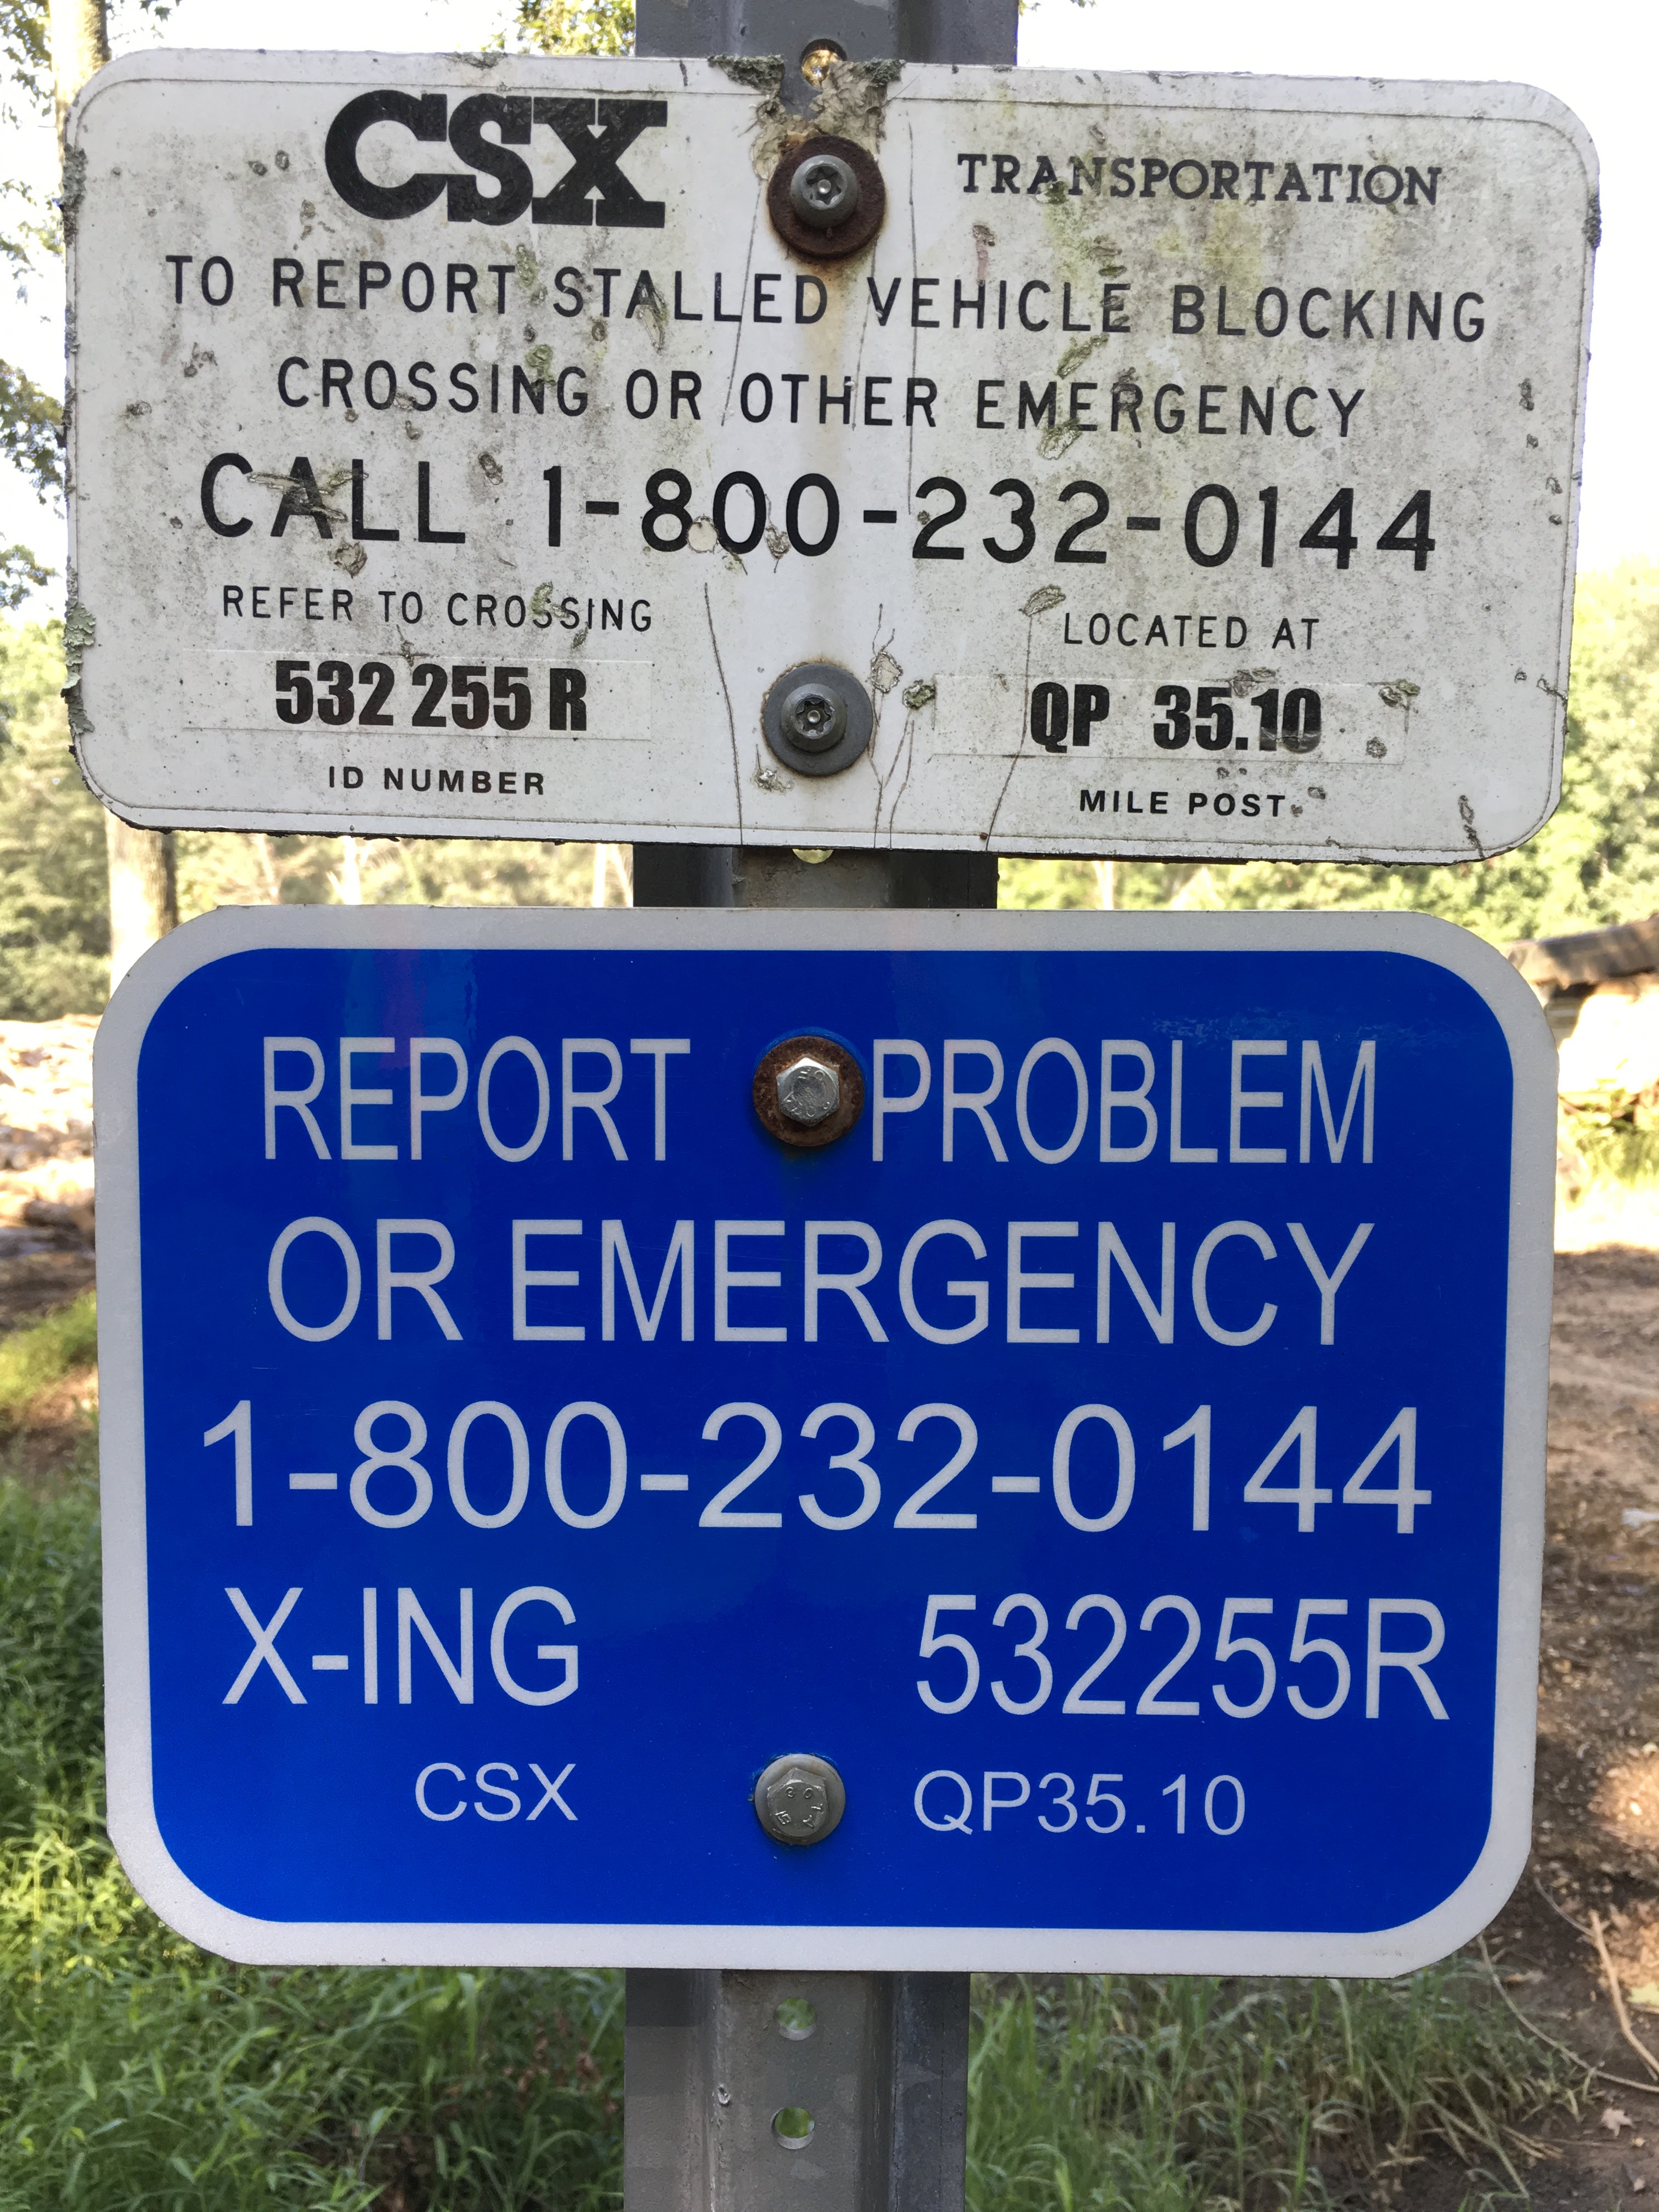 CSX TRANSPORTATION
TO REPORT STALLED VEHICLE BLOCKING
CROSSING OR OTHER EMERGENCY
CALL 1-800-232-0144
REFER TO CROSSING LOCATED AT
532 255 R QP 35.10
ID NUMBER MILE POST
REPORT PROBLEM
OR EMERGENCY
1-800-232-0144
X-ING 532255R
CSX QP35.10